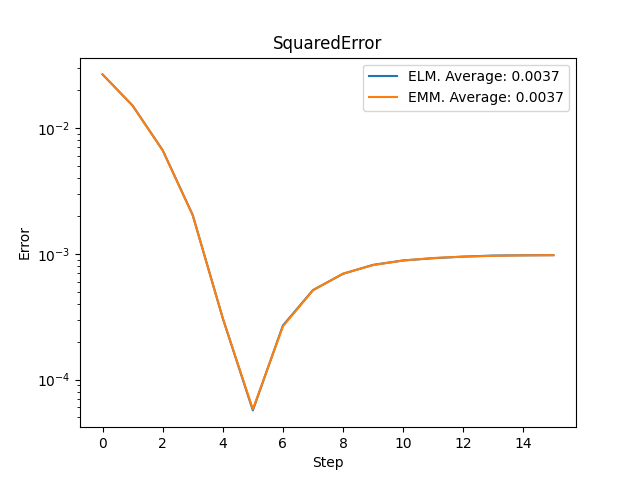 SquaredError
ELM. Average: 0.0037
EMM. Average: 0.0037
Error
10⁻²
10⁻³
10⁻⁴
0 2 4 6 8 10 12 14
Step